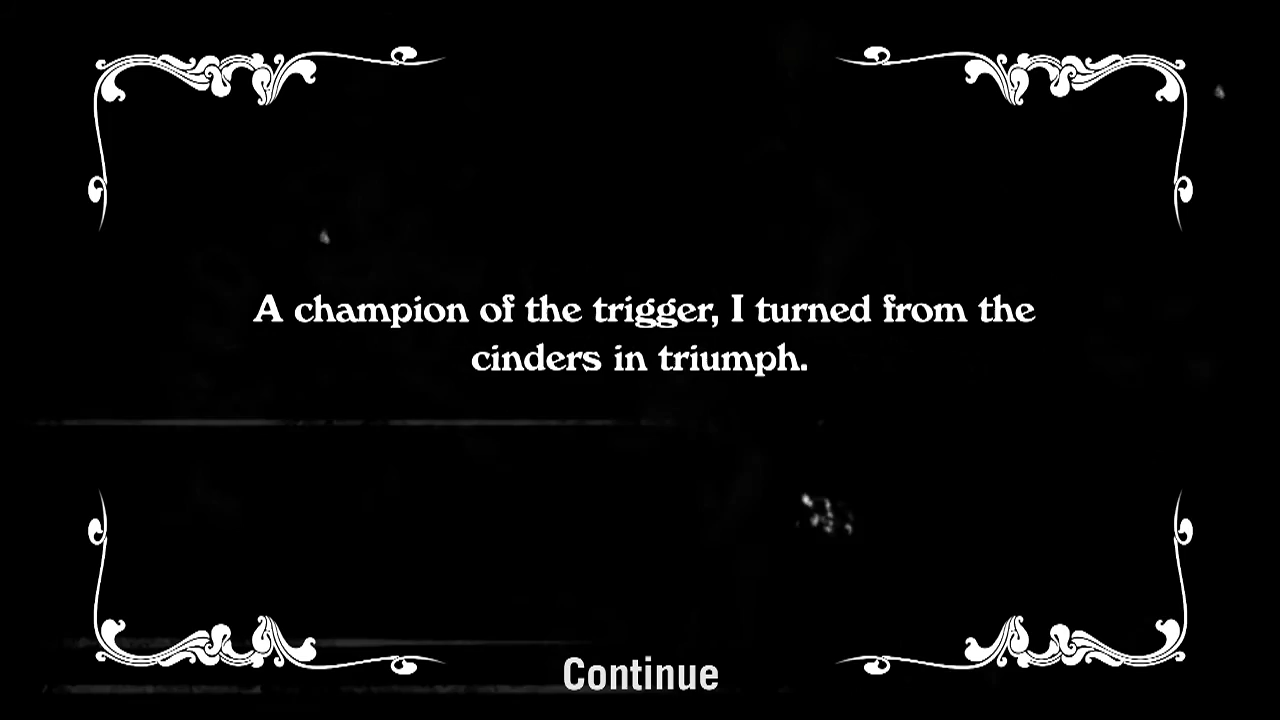 A champion of the trigger, I turned from the
cinders in triumph.
Continue